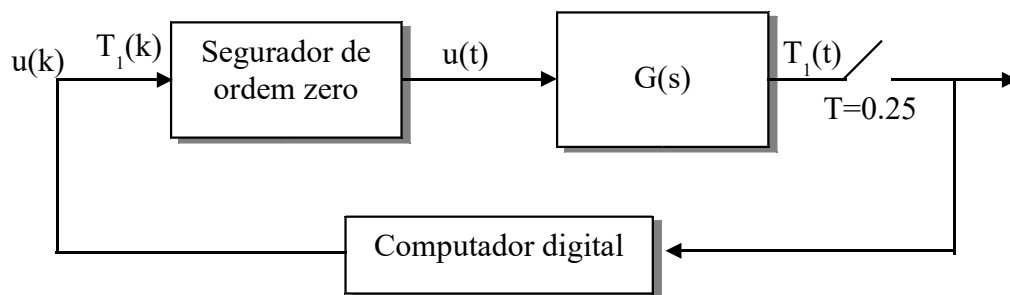 u(k)
T₁(k)
Segurador de
ordem zero
u(t)
G(s)
T₁(t)
T=0.25
Computador digital